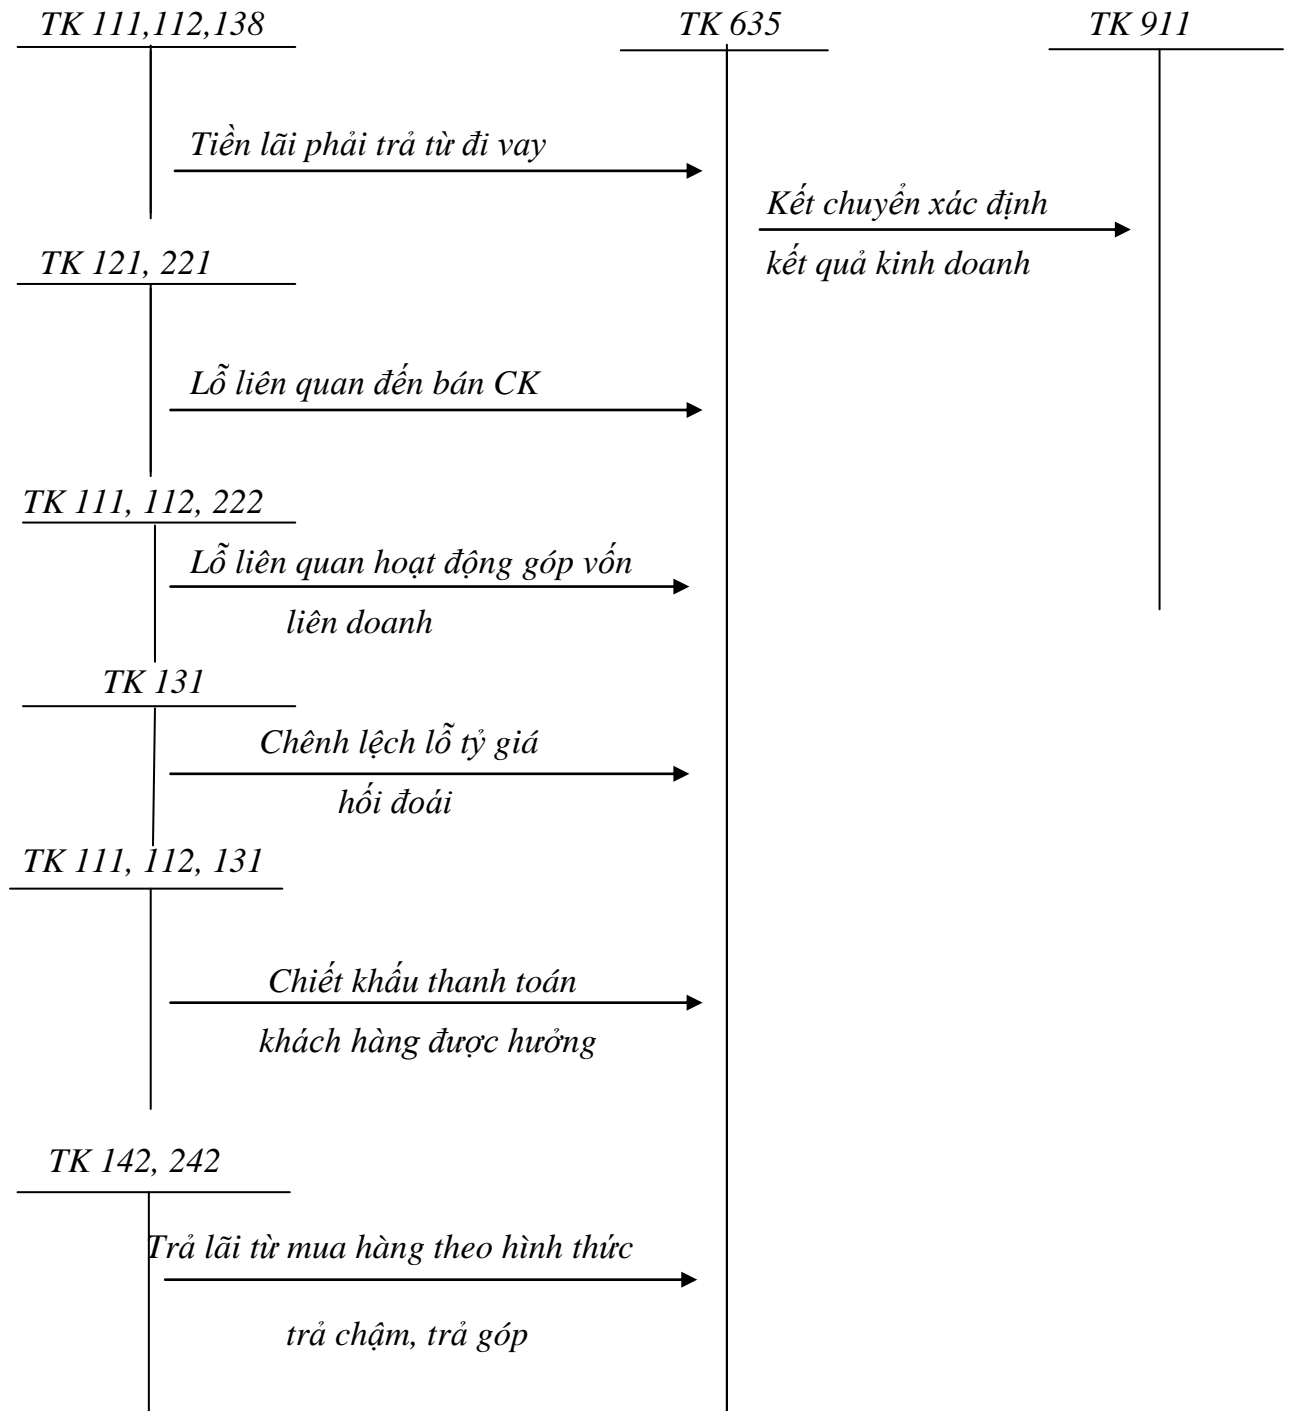 TK 111,112,138
TK 635
TK 911
Tiền lãi phải trả từ đi vay
Kết chuyển xác định
kết quả kinh doanh
TK 121, 221
Lỗ liên quan đến bán CK
TK 111, 112, 222
Lỗ liên quan hoạt động góp vốn
liên doanh
TK 131
Chênh lệch lỗ tỷ giá
hối đoái
TK 111, 112, 131
Chiết khấu thanh toán
khách hàng được hưởng
TK 142, 242
Trả lãi từ mua hàng theo hình thức
trả chậm, trả góp